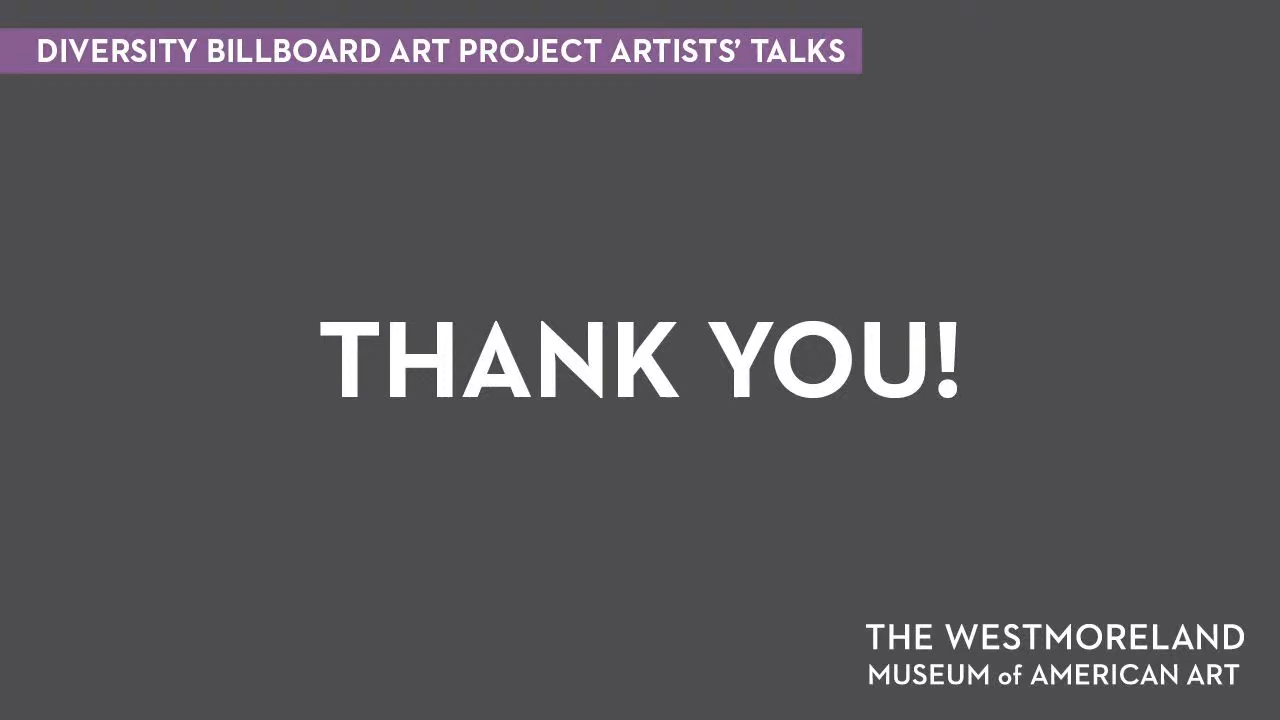 DIVERSITY BILLBOARD ART PROJECT ARTISTS’ TALKS
THANK YOU!
THE WESTMORELAND
MUSEUM of AMERICAN ART